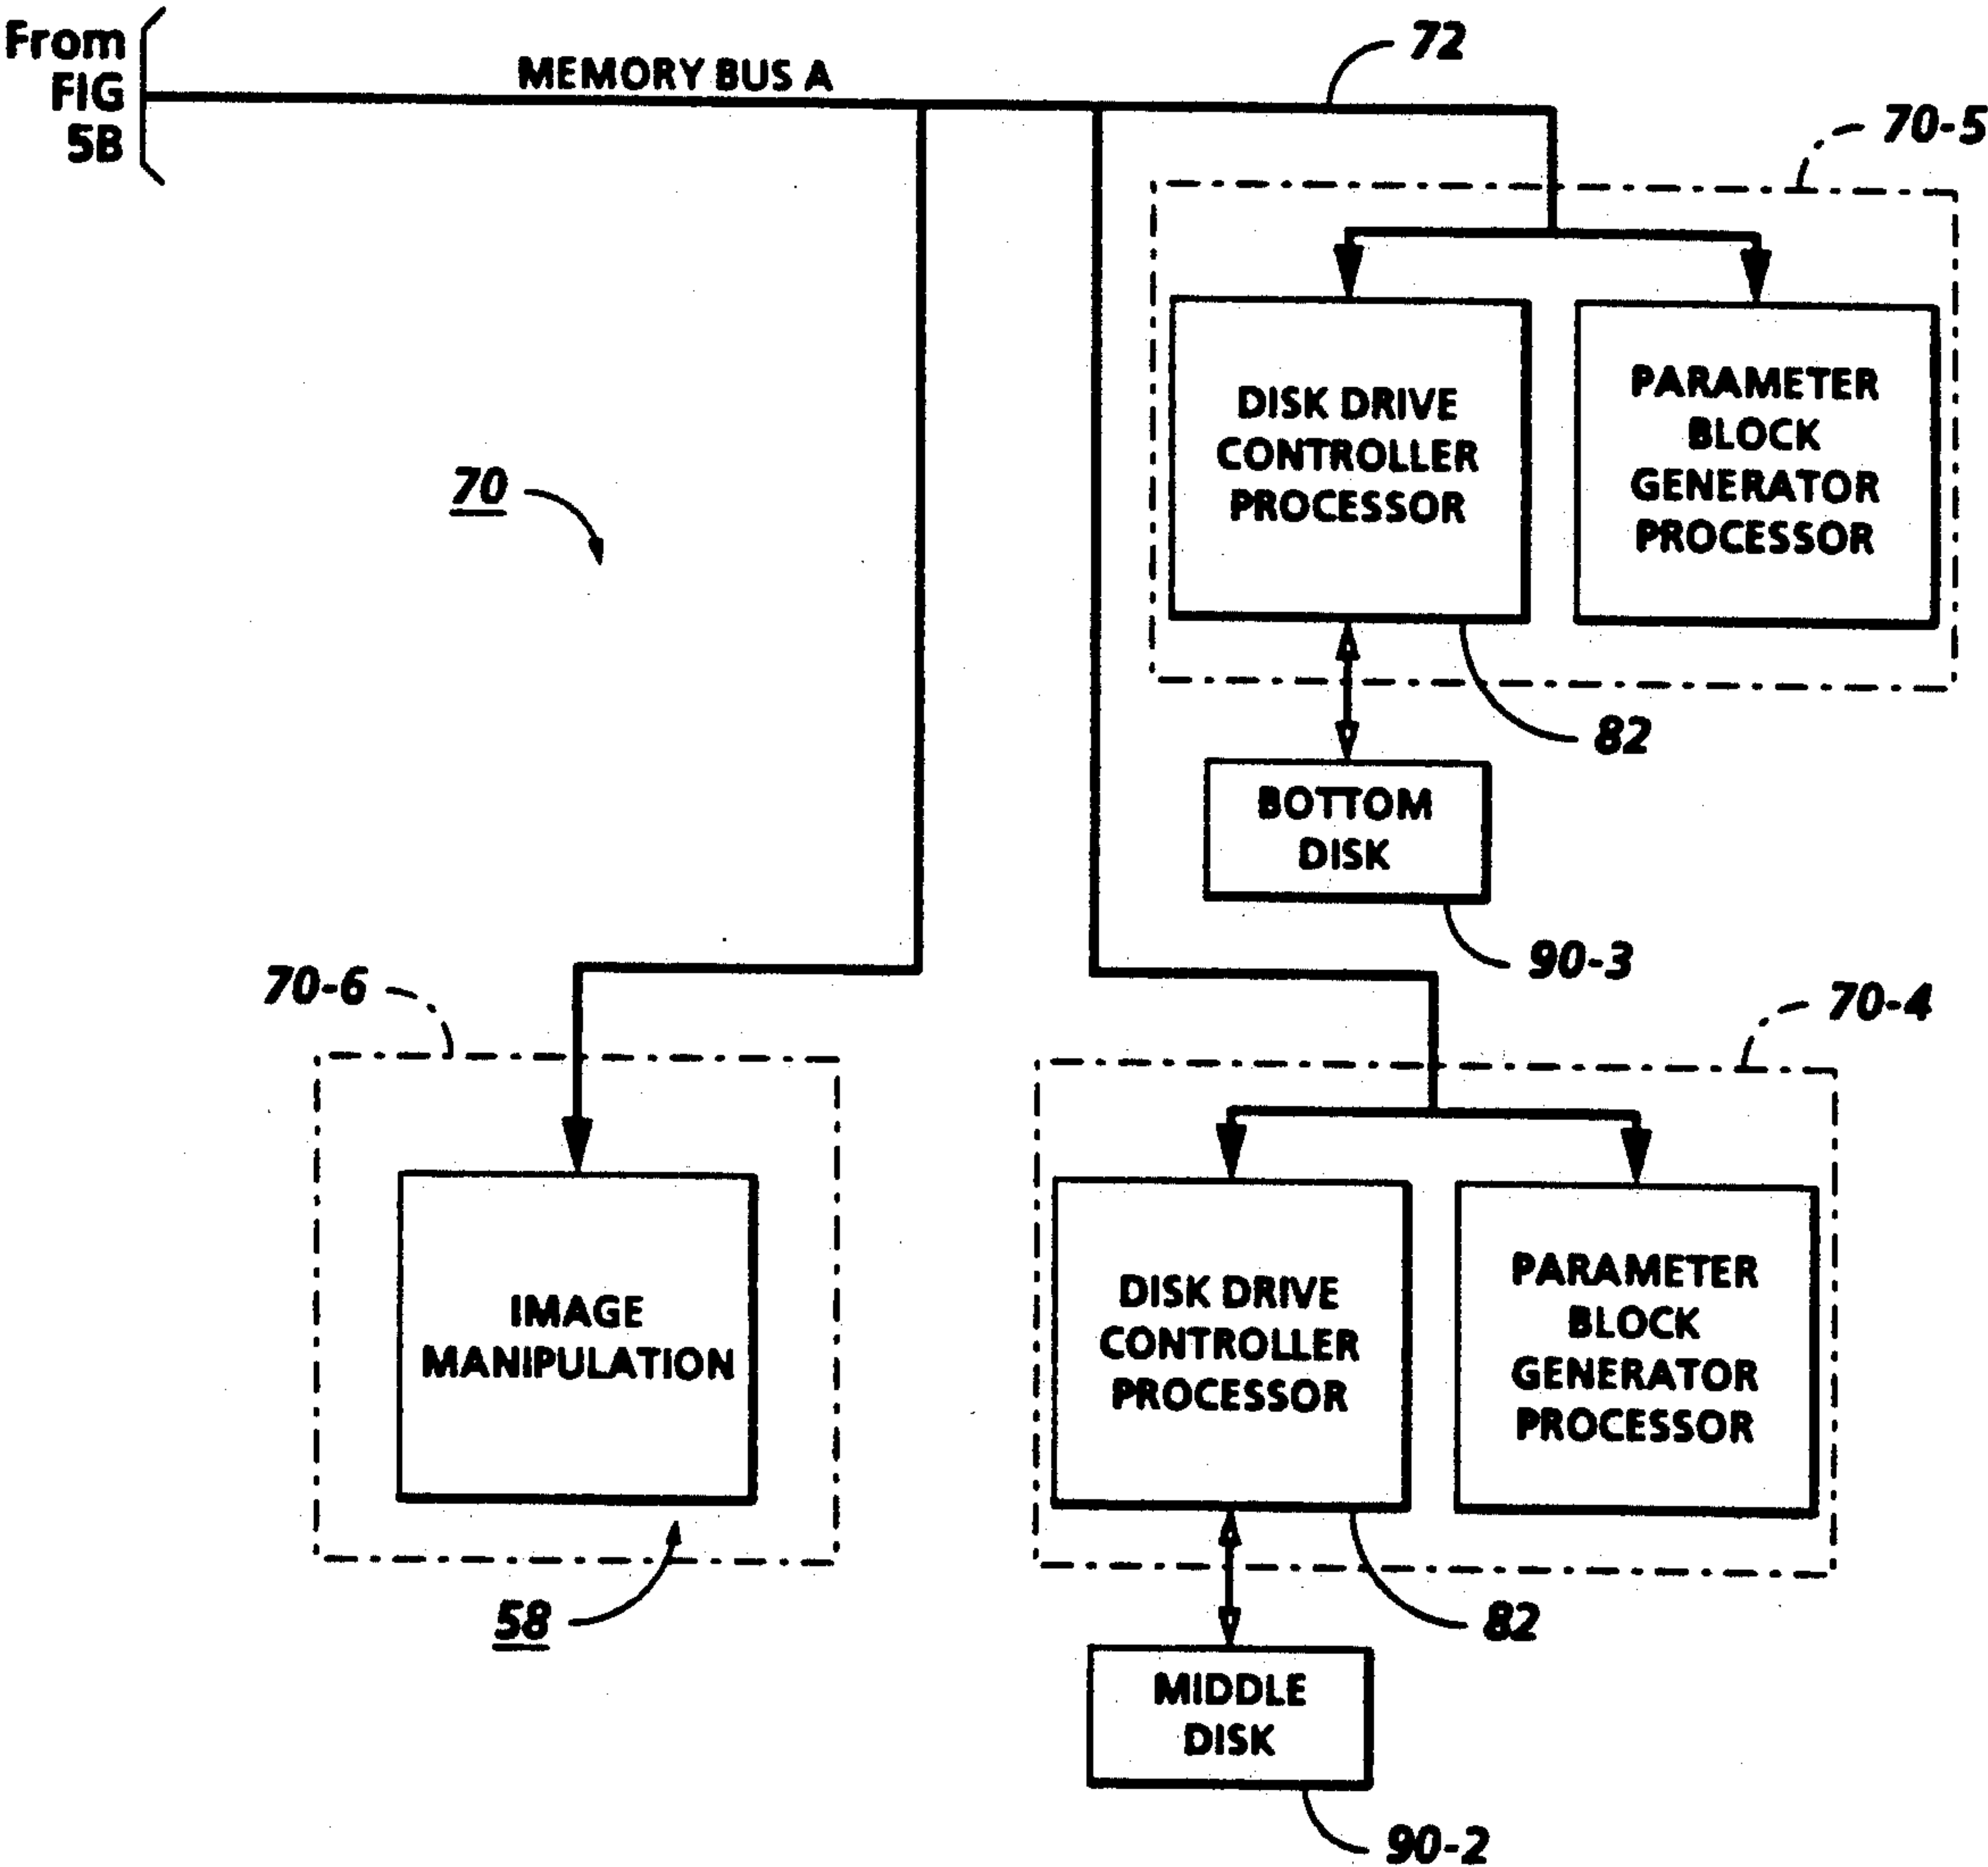 From
FIG
5B
MEMORY BUS A
72
70-5
DISK DRIVE
CONTROLLER
PROCESSOR
PARAMETER
BLOCK
GENERATOR
PROCESSOR
70
82
BOTTOM
DISK
90-3
70-6
70-4
IMAGE
MANIPULATION
DISK DRIVE
CONTROLLER
PROCESSOR
PARAMETER
BLOCK
GENERATOR
PROCESSOR
58
82
MIDDLE
DISK
90-2